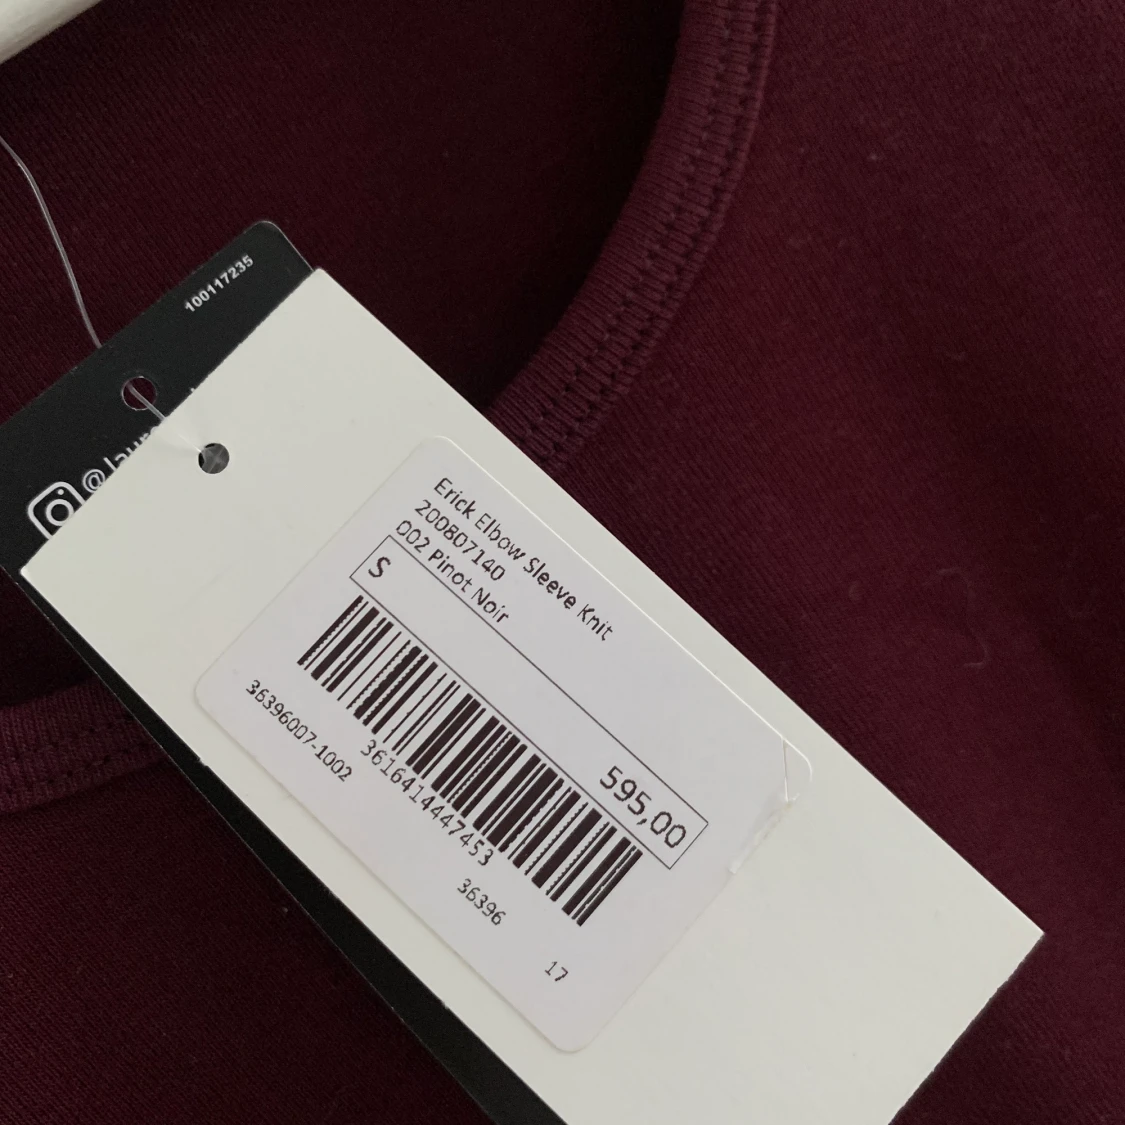 100117235
Erick Elbow Sleeve Knit
200807140
002 Pinot Noir
S
595,00
3616414447453
36396007-1002
36396
17